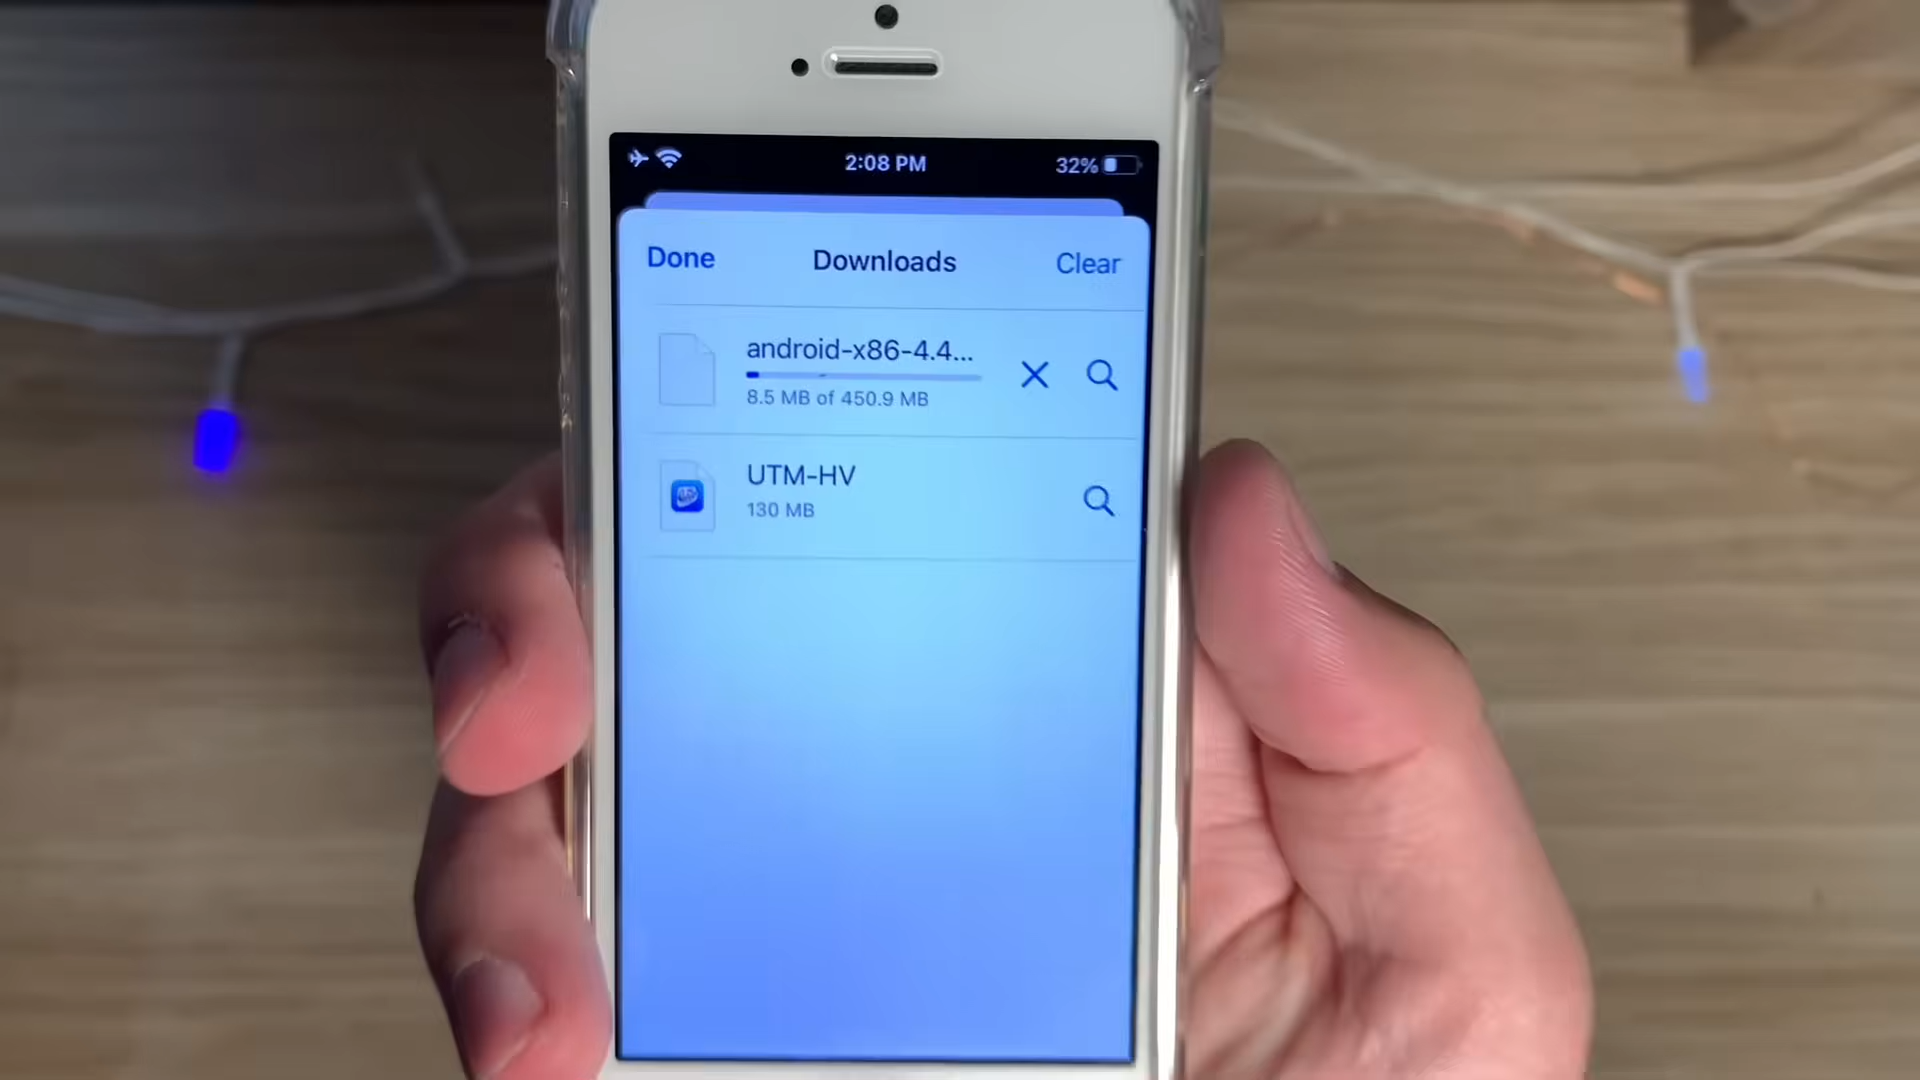 2:08 PM
32%
Done
Downloads
Clear
android-x86-4.4...
8.5 MB of 450.9 MB
UTM-HV
130 MB